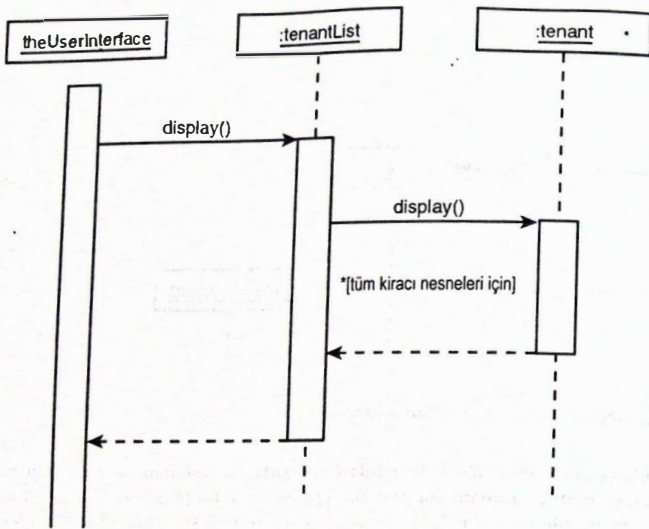 theUserInterface
:tenantList
:tenant
display()
display()
*[tüm kiracı nesneleri için]